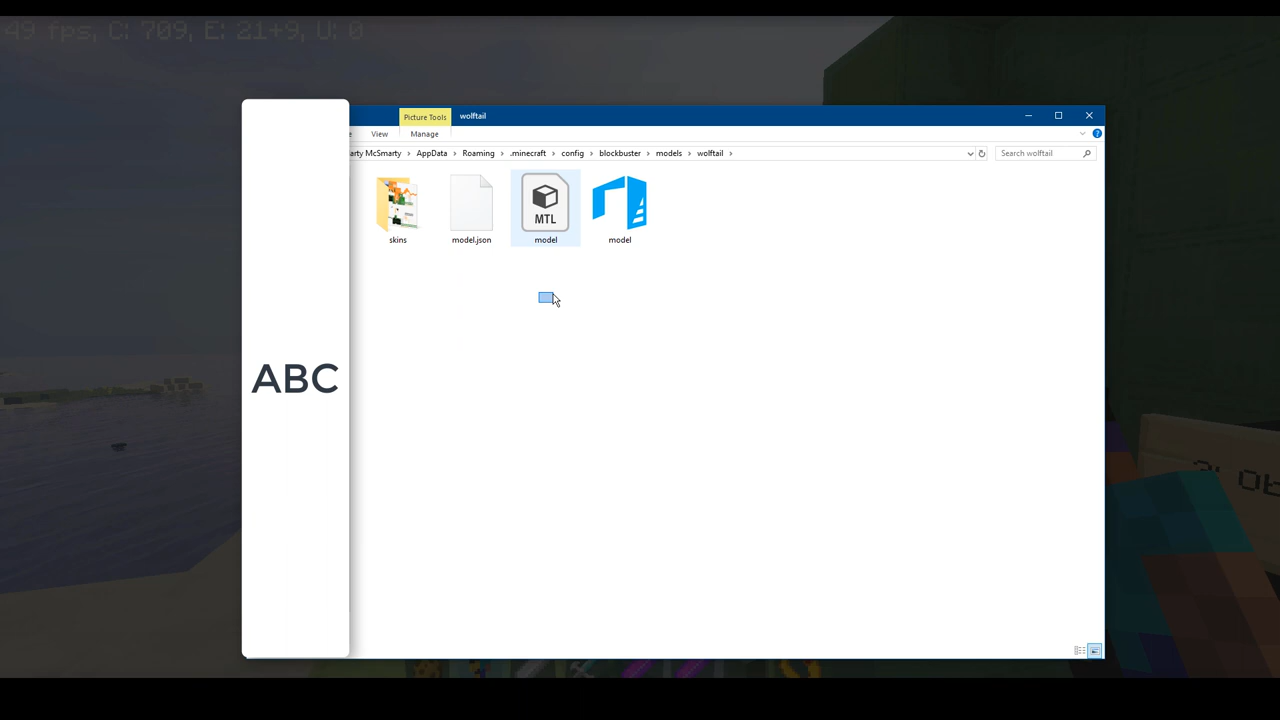 49 fps, C: 709, E: 21+9, U: 0
Picture Tools
wolftail
View
Manage
arty McSmarty › AppData › Roaming › .minecraft › config › blockbuster › models › wolftail ›
Search wolftail
MTL
skins
model.json
model
model
ABC